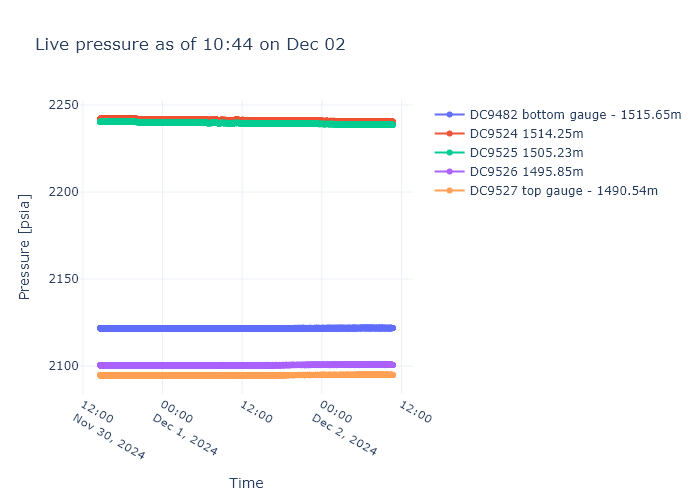 Live pressure as of 10:44 on Dec 02
2250
2200
2150
2100
Pressure [psia]
12:00
Nov 30, 2024
00:00
Dec 1, 2024
12:00
00:00
Dec 2, 2024
12:00
Time
DC9482 bottom gauge - 1515.65m
DC9524 1514.25m
DC9525 1505.23m
DC9526 1495.85m
DC9527 top gauge - 1490.54m